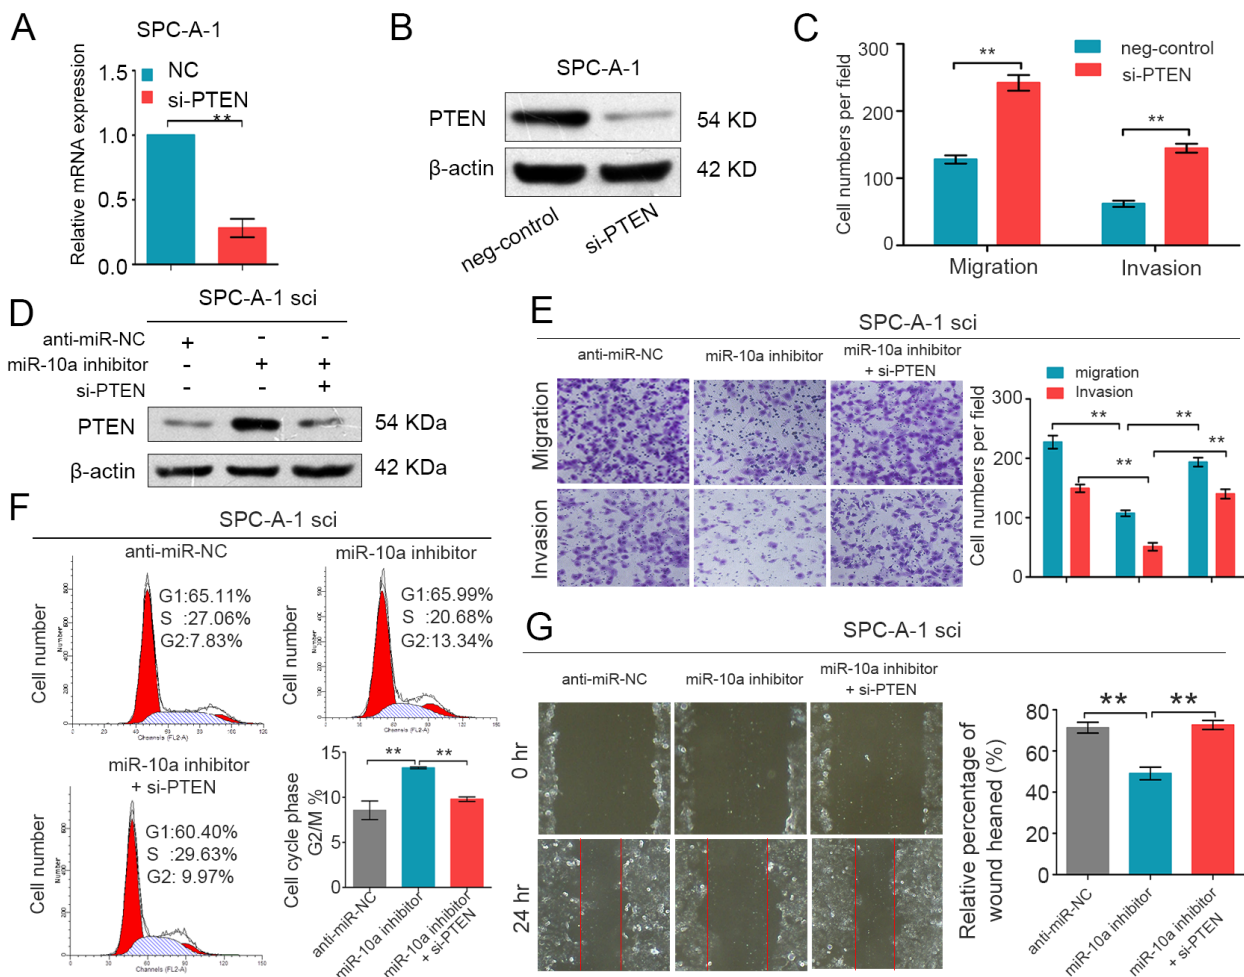 A
SPC-A-1
Relative mRNA expression
1.5
1.0
0.5
0.0
NC
si-PTEN
**
B
SPC-A-1
PTEN
54 KD
β-actin
42 KD
neg-control
si-PTEN
C
Cell numbers per field
300
200
100
0
neg-control
si-PTEN
**
**
Migration
Invasion
D
SPC-A-1 sci
anti-miR-NC + - -
miR-10a inhibitor - + +
si-PTEN - - +
PTEN
54 KDa
β-actin
42 KDa
E
SPC-A-1 sci
anti-miR-NC
miR-10a inhibitor
miR-10a inhibitor
+ si-PTEN
Migration
Invasion
migration
Invasion
Cell numbers per field
300
200
100
0
**
**
**
**
F
SPC-A-1 sci
anti-miR-NC
Cell number
Number
G1:65.11%
S :27.06%
G2:7.83%
Channels (FL2-A)
miR-10a inhibitor
Cell number
Number
G1:65.99%
S :20.68%
G2:13.34%
Channels (FL2-A)
miR-10a inhibitor
+ si-PTEN
Cell number
Number
G1:60.40%
S :29.63%
G2: 9.97%
Channels (FL2-A)
Cell cycle phase
G2/M %
15
10
5
0
**
**
anti-miR-NC
miR-10a inhibitor
miR-10a inhibitor
+ si-PTEN
G
SPC-A-1 sci
anti-miR-NC
miR-10a inhibitor
miR-10a inhibitor
+ si-PTEN
0 hr
24 hr
Relative percentage of
wound heaned (%)
80
60
40
20
0
**
**
anti-miR-NC
miR-10a inhibitor
miR-10a inhibitor
+ si-PTEN